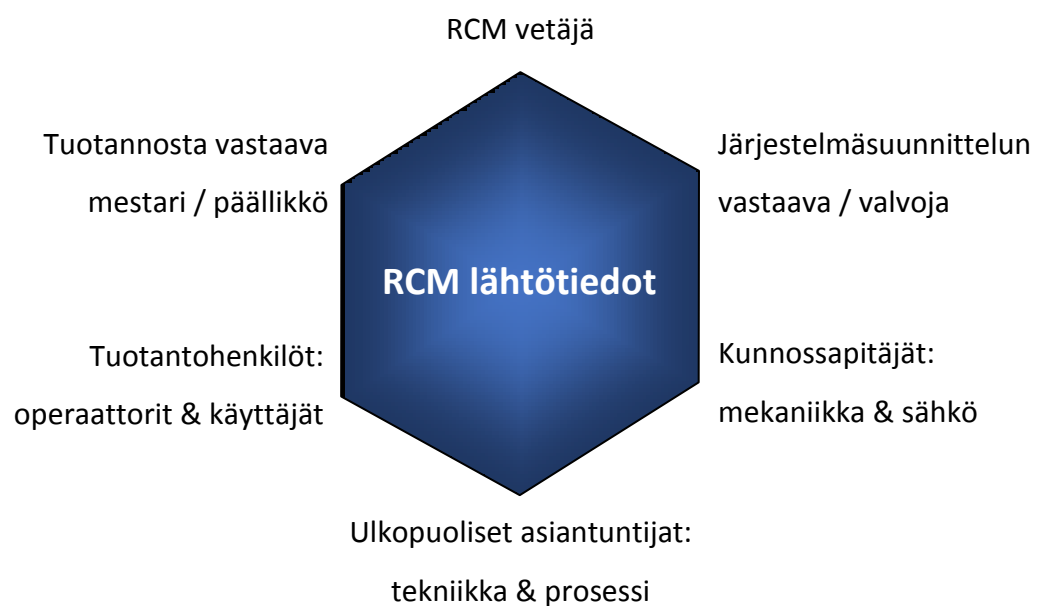 RCM vetäjä
Tuotannosta vastaava
mestari / päällikkö
Järjestelmäsuunnittelun
vastaava / valvoja
RCM lähtötiedot
Tuotantohenkilöt:
operaattorit & käyttäjät
Kunnossapitäjät:
mekaniikka & sähkö
Ulkopuoliset asiantuntijat:
tekniikka & prosessi